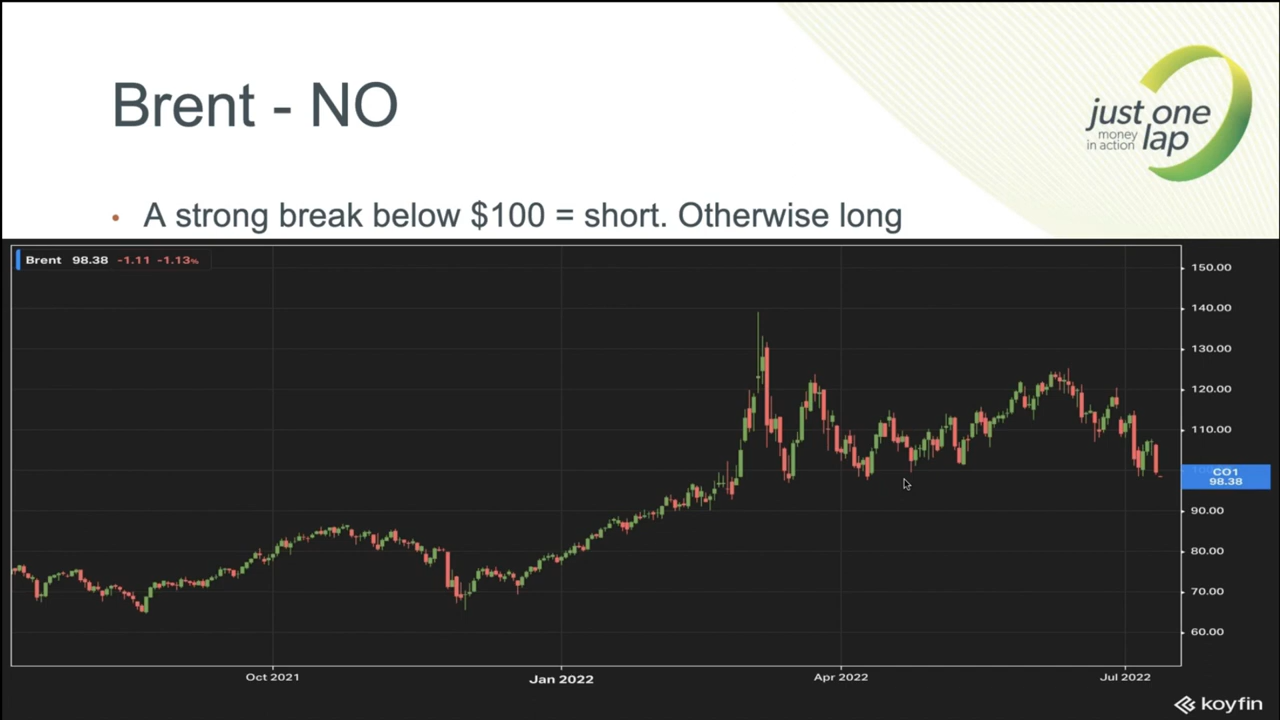 Brent - NO
just one
money
in action lap
• A strong break below $100 = short. Otherwise long
Brent 98.38 -1.11 -1.13%
150.00
140.00
130.00
120.00
110.00
100.00
CO1
98.38
90.00
80.00
70.00
60.00
Oct 2021 Jan 2022 Apr 2022 Jul 2022
koyfin